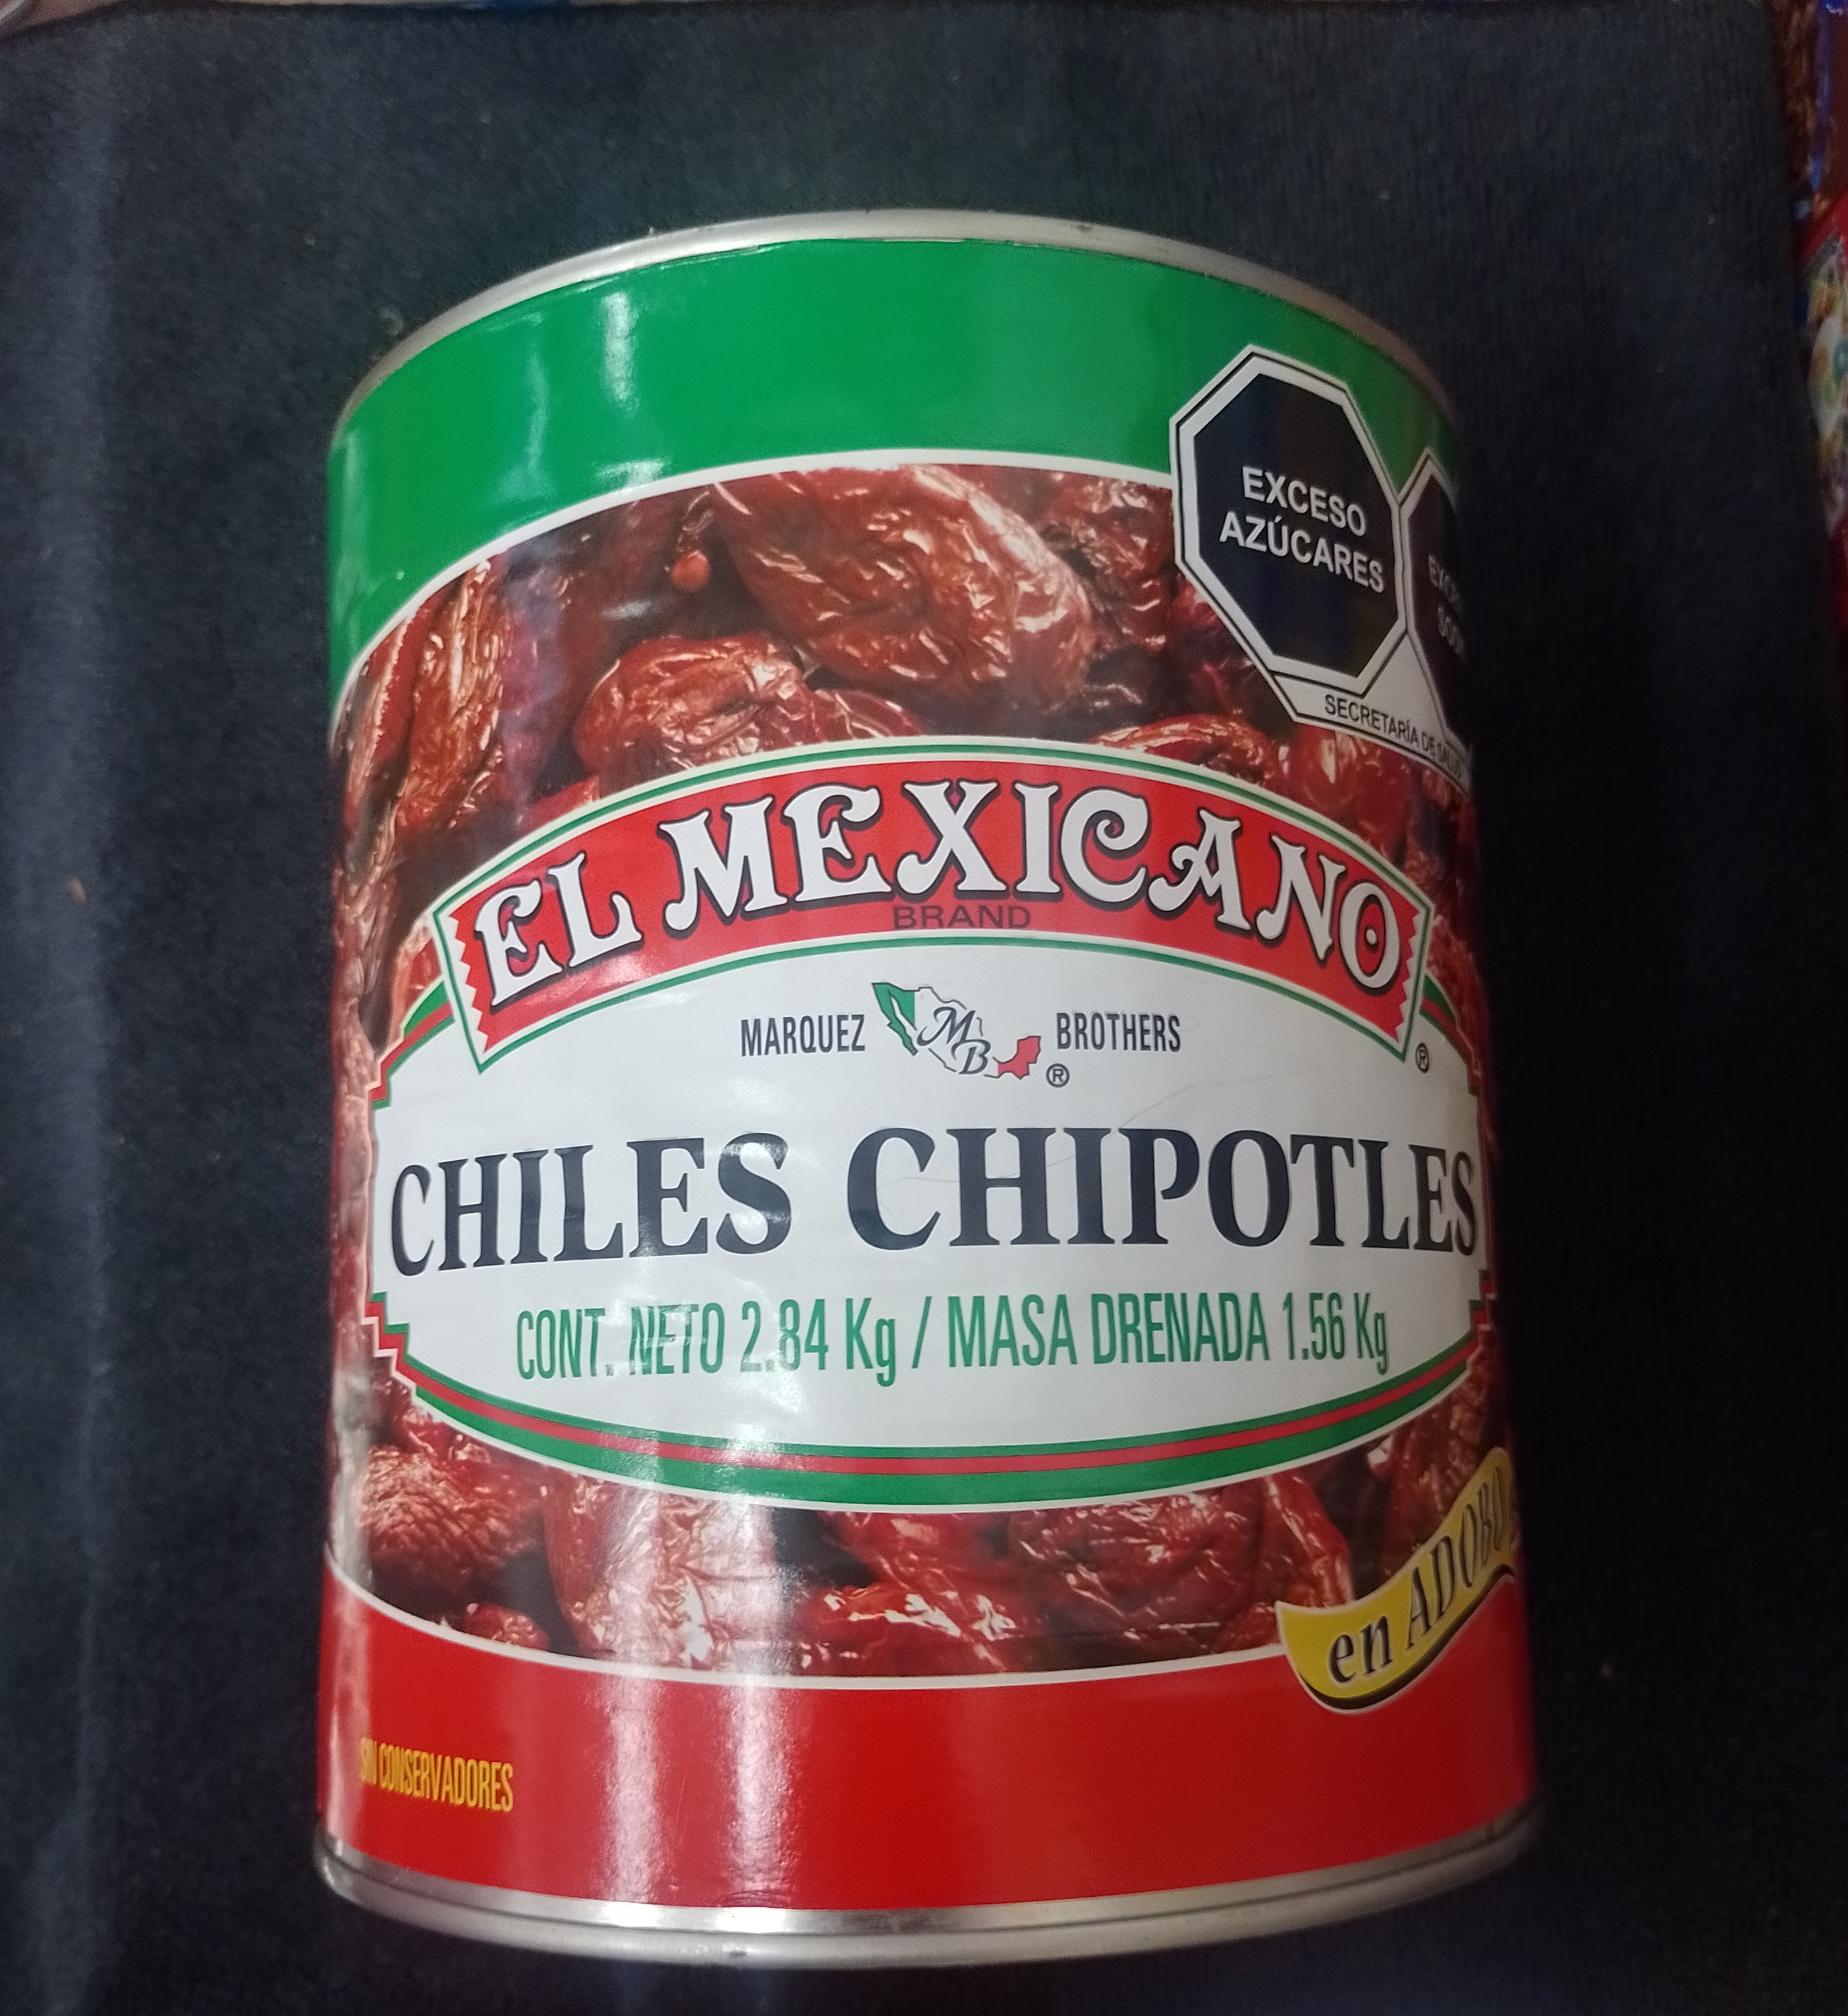 EXCESO
AZÚCARES
SECRETARÍA DE SALUD
EL MEXICANO
BRAND
MARQUEZ MB BROTHERS
®
®
CHILES CHIPOTLES
CONT. NETO 2.84 Kg / MASA DRENADA 1.56 Kg
en ADOBO
SIN CONSERVADORES